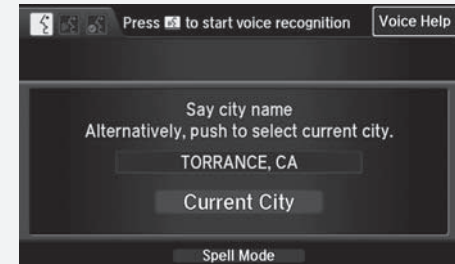 Press to start voice recognition
Voice Help
Say city name
Alternatively, push to select current city.
TORRANCE, CA
Current City
Spell Mode